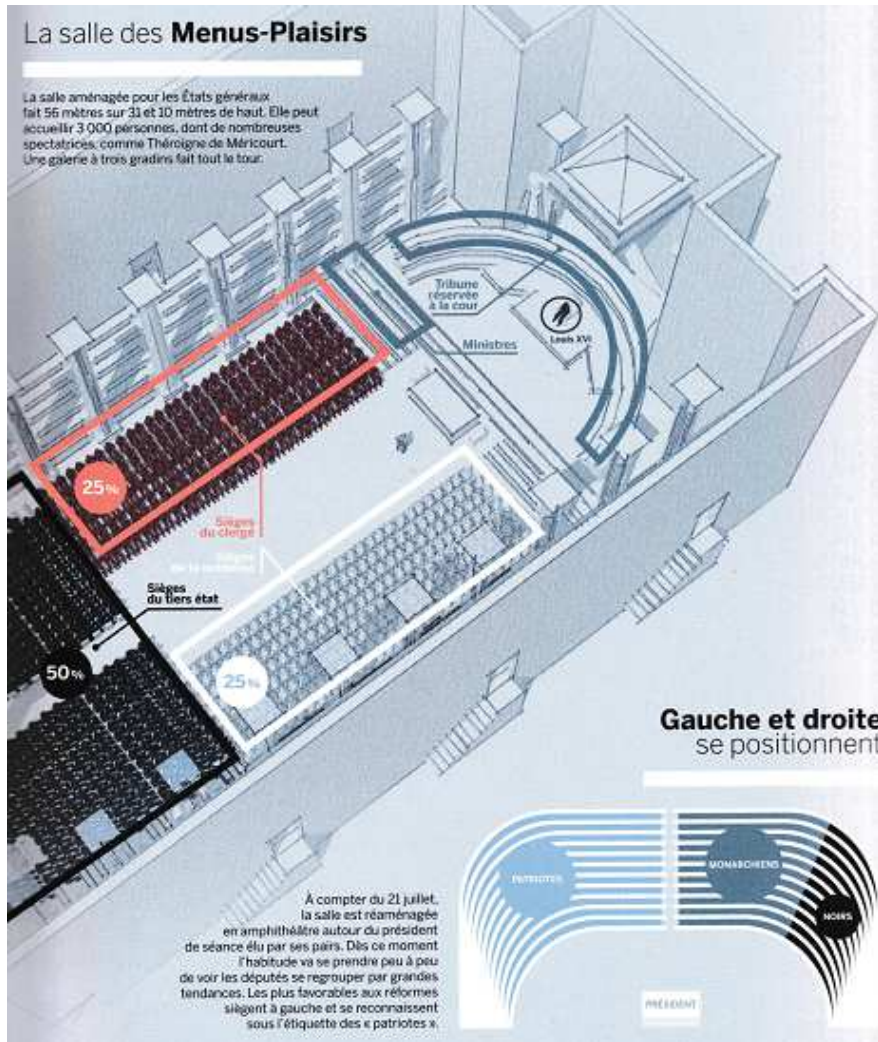 La salle des Menus-Plaisirs
La salle aménagée pour les États généraux
fait 56 mètres sur 31 et 10 mètres de haut. Elle peut
accueillir 3 000 personnes, dont de nombreuses
spectatrices, comme Théroigne de Méricourt.
Une galerie à trois gradins fait tout le tour.
Tribune
réservée
à la cour
Ministres
Louis XVI
25%
Sièges
du clergé
Sièges
de la noblesse
Sièges
du tiers état
50%
25%
Gauche et droite
se positionnent
PATRIOTES
MONARCHIENS
NOIRS
PRÉSIDENT
À compter du 21 juillet,
la salle est réaménagée
en amphithéâtre autour du président
de séance élu par ses pairs. Dès ce moment
l'habitude va se prendre peu à peu
de voir les députés se regrouper par grandes
tendances. Les plus favorables aux réformes
siègent à gauche et se reconnaissent
sous l'étiquette des « patriotes ».